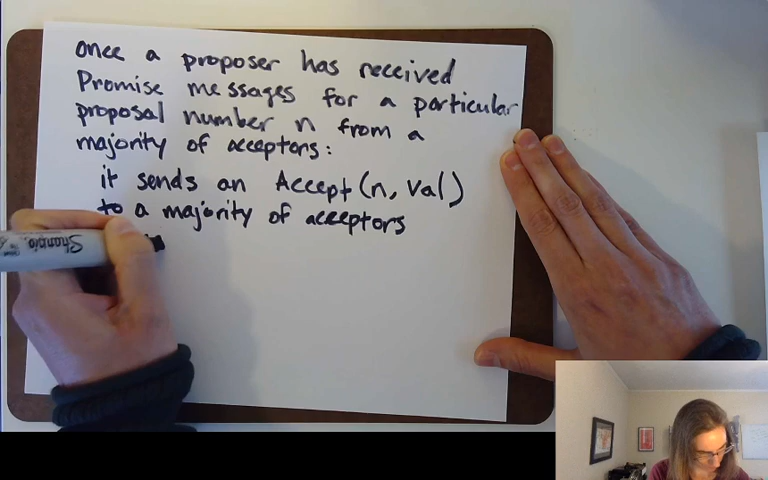 once a proposer has received
Promise messages for a particular
proposal number n from a
majority of acceptors:
it sends an Accept(n, val)
to a majority of acceptors
Sharpie